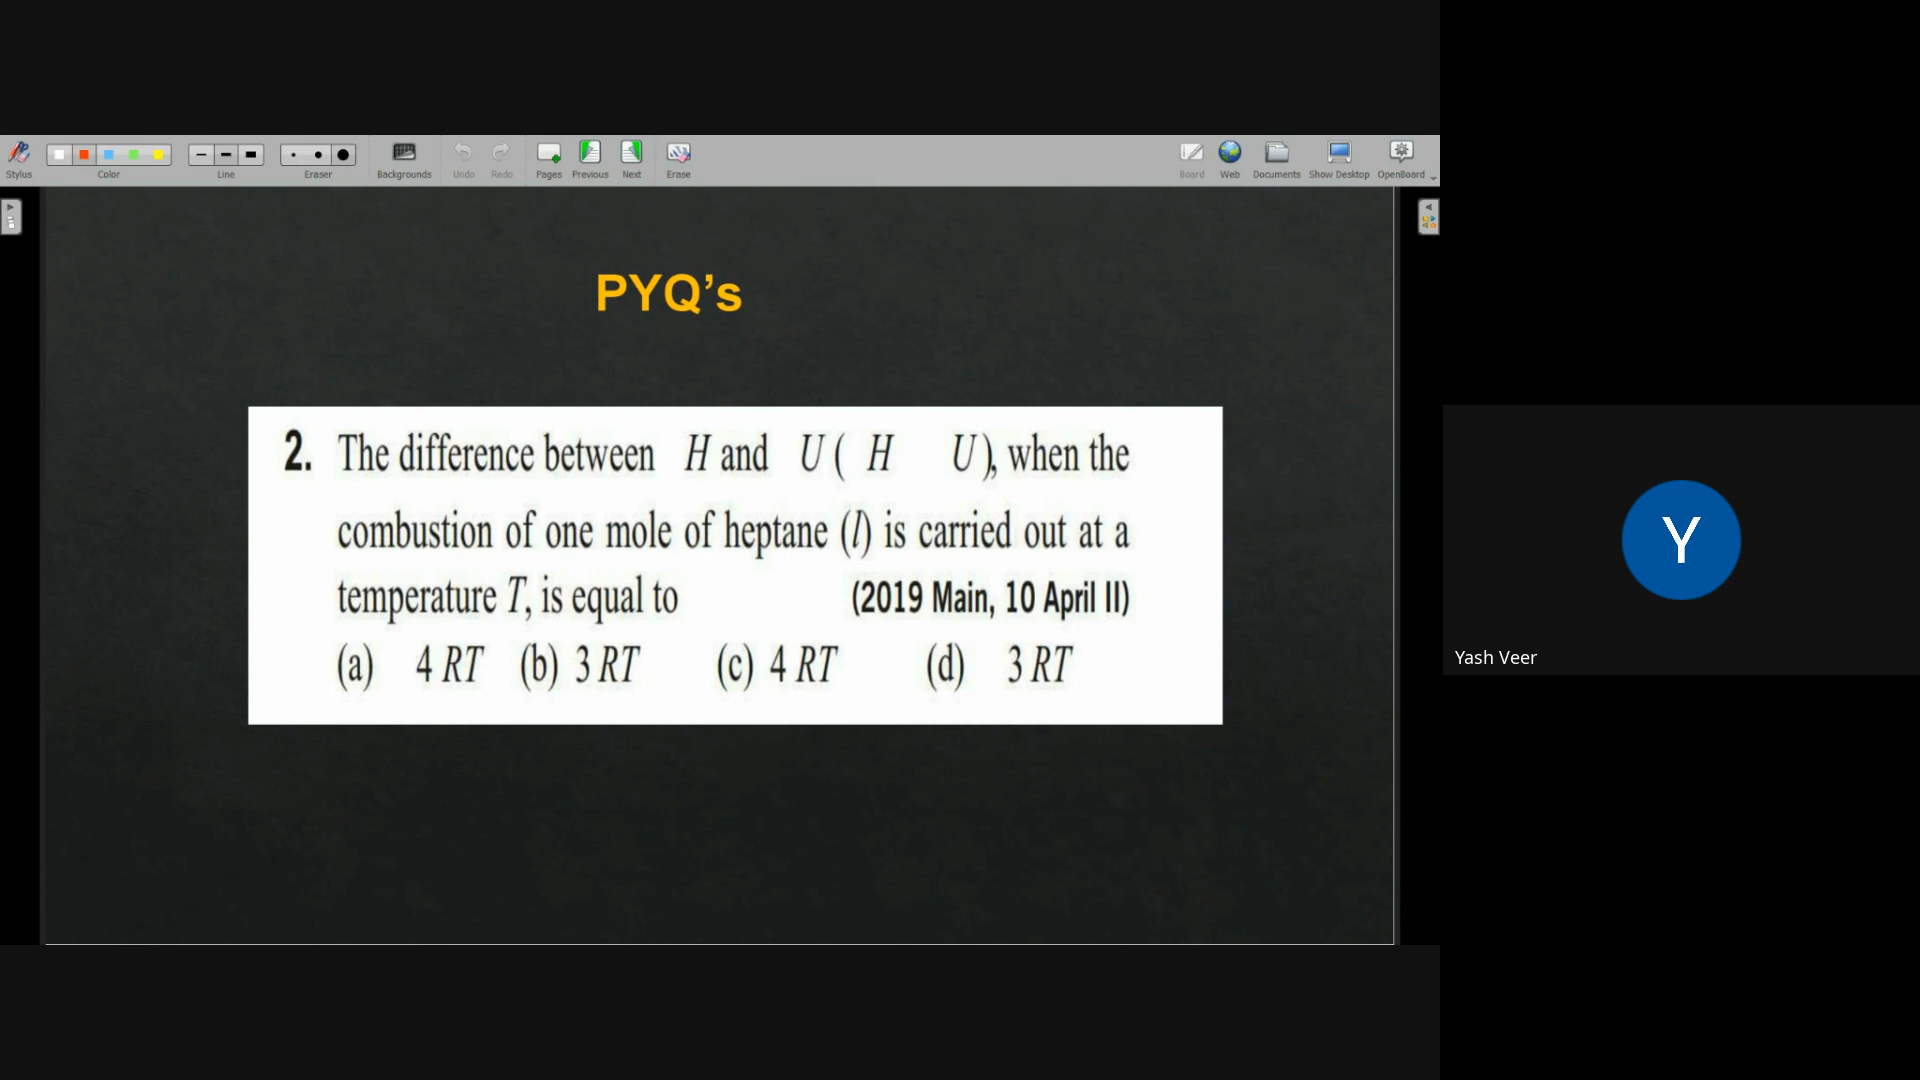 Stylus
Color
Line
Eraser
Backgrounds
Undo
Redo
Pages
Previous
Next
Erase
Board
Web
Documents
Show Desktop
OpenBoard
PYQ’s
2. The difference between H and U ( H U ), when the
combustion of one mole of heptane (l) is carried out at a
temperature T, is equal to (2019 Main, 10 April II)
(a) 4 RT (b) 3 RT (c) 4 RT (d) 3 RT
Y
Yash Veer